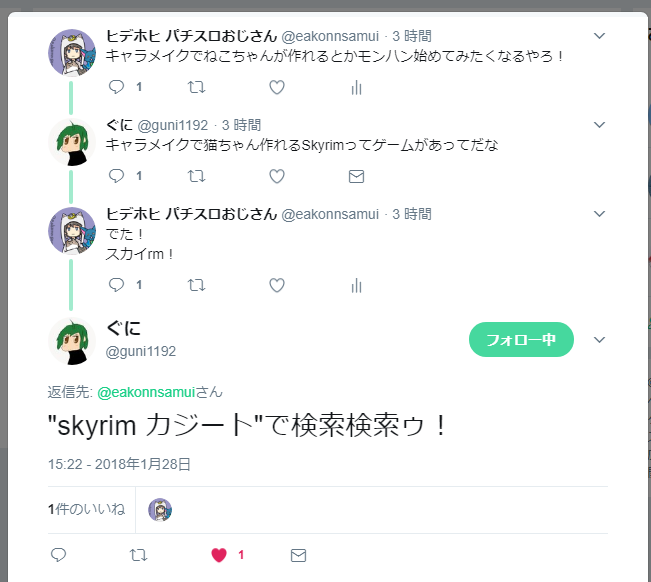 ヒデホヒ パチスロおじさん @eakonnsamui · 3 時間
キャラメイクでねこちゃんが作れるとかモンハン始めてみたくなるやろ！
1
ぐに @guni1192 · 3 時間
キャラメイクで猫ちゃん作れるSkyrimってゲームがあってだな
1
ヒデホヒ パチスロおじさん @eakonnsamui · 3 時間
でた！
スカイrm！
1
ぐに
@guni1192
フォロー中
返信先: @eakonnsamuiさん
"skyrim カジート"で検索検索ゥ！
15:22 - 2018年1月28日
1件のいいね
1